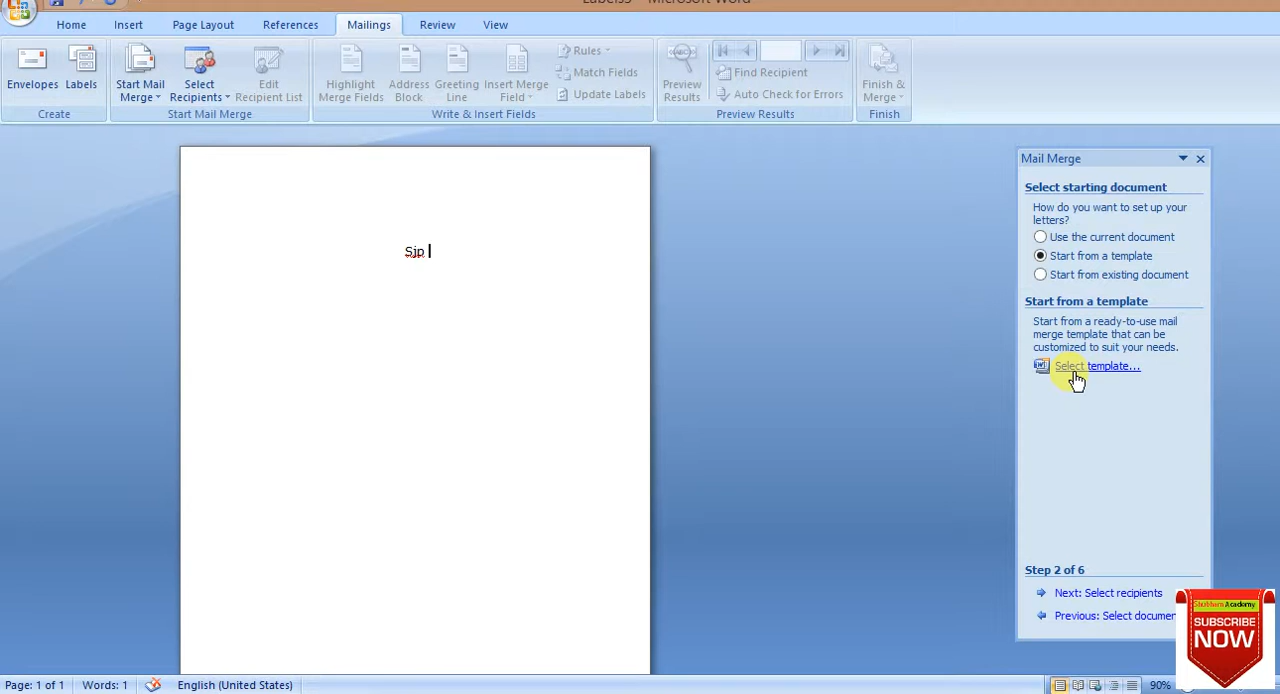 Labels5 - Microsoft Word
Home Insert Page Layout References Mailings Review View
Envelopes Labels
Create
Start Mail Merge
Select Recipients
Edit Recipient List
Start Mail Merge
Highlight Merge Fields
Address Block
Greeting Line
Insert Merge Field
Rules
Match Fields
Update Labels
Write & Insert Fields
ABC
Preview Results
Find Recipient
Auto Check for Errors
Preview Results
Finish & Merge
Finish
Sjp
Mail Merge
Select starting document
How do you want to set up your
letters?
Use the current document
Start from a template
Start from existing document
Start from a template
Start from a ready-to-use mail
merge template that can be
customized to suit your needs.
Select template...
Step 2 of 6
Next: Select recipients
Previous: Select documen
Shubham Academy
SUBSCRIBE
NOW
Page: 1 of 1 Words: 1 English (United States) 90%